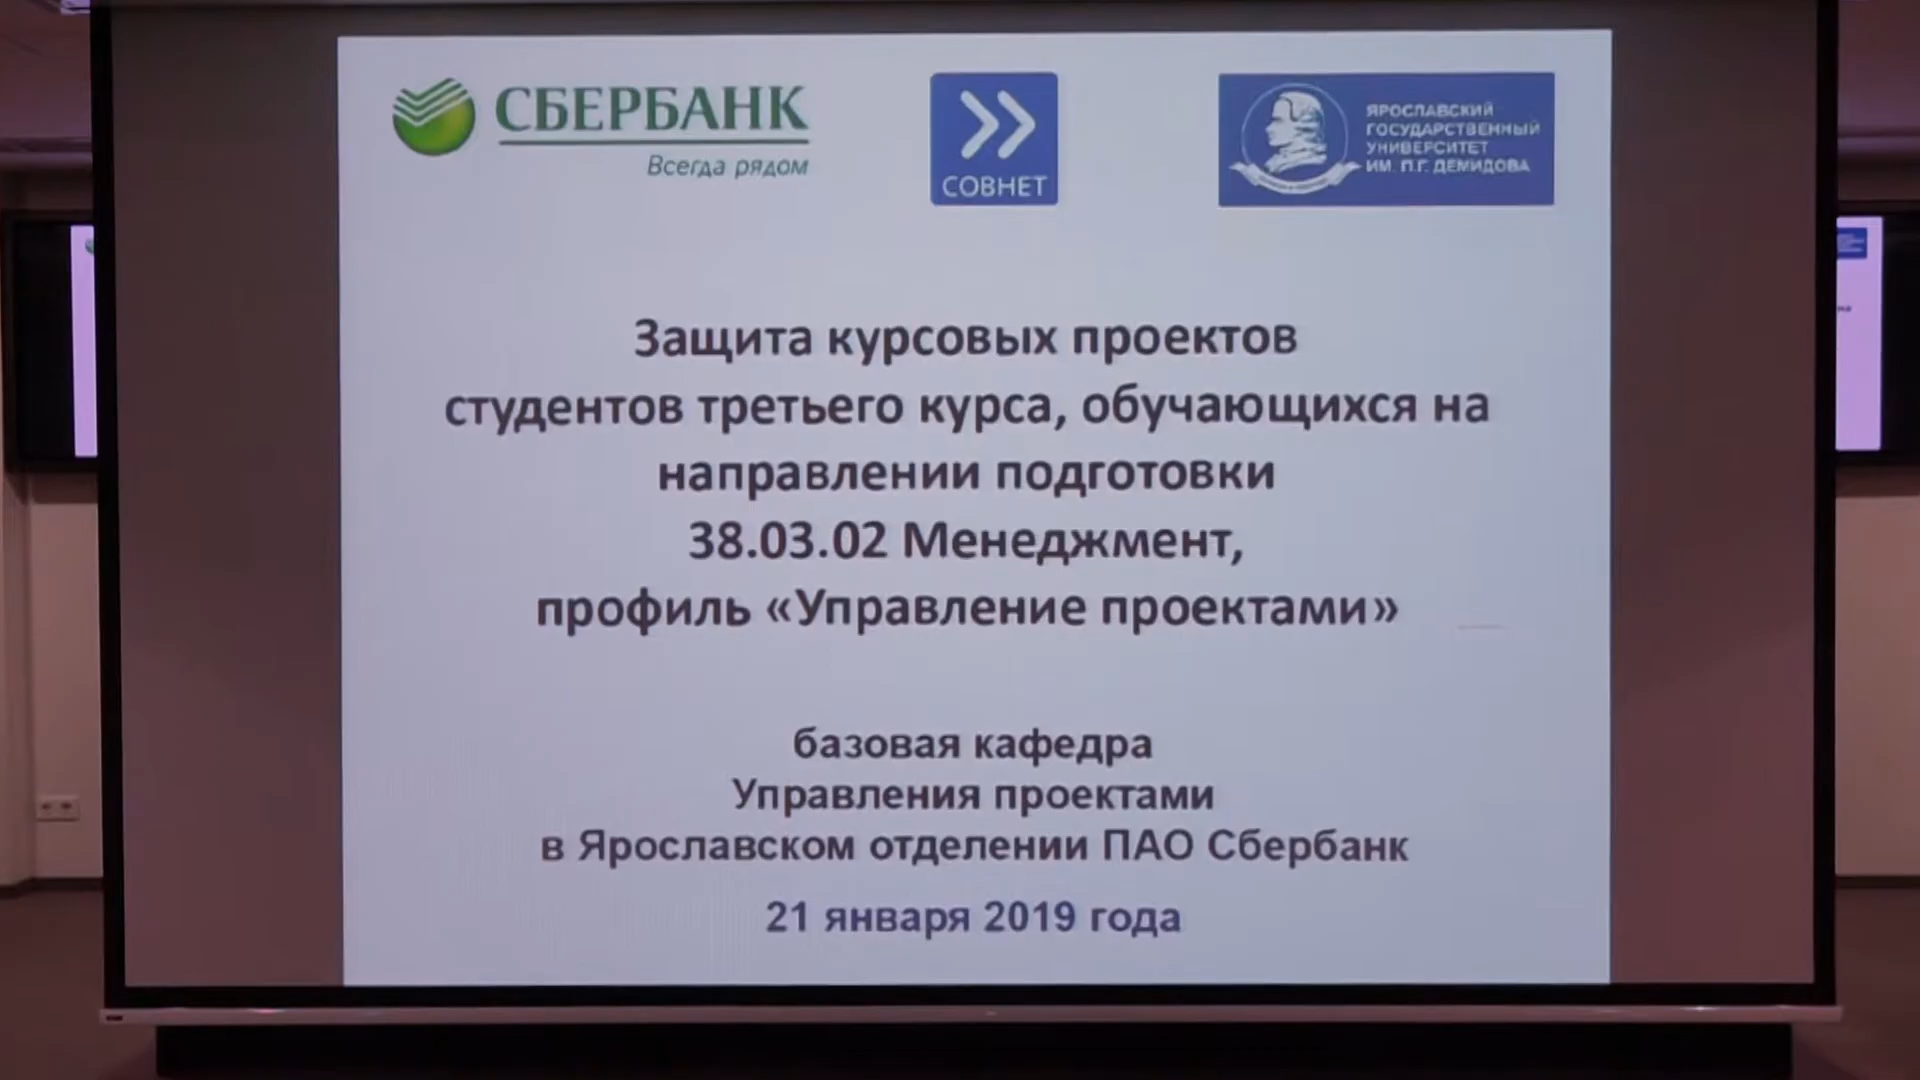 СБЕРБАНК
Всегда рядом
СОВНЕТ
ЯРОСЛАВСКИЙ
ГОСУДАРСТВЕННЫЙ
УНИВЕРСИТЕТ
ИМ. П.Г. ДЕМИДОВА
Защита курсовых проектов
студентов третьего курса, обучающихся на
направлении подготовки
38.03.02 Менеджмент,
профиль «Управление проектами»
базовая кафедра
Управления проектами
в Ярославском отделении ПАО Сбербанк
21 января 2019 года